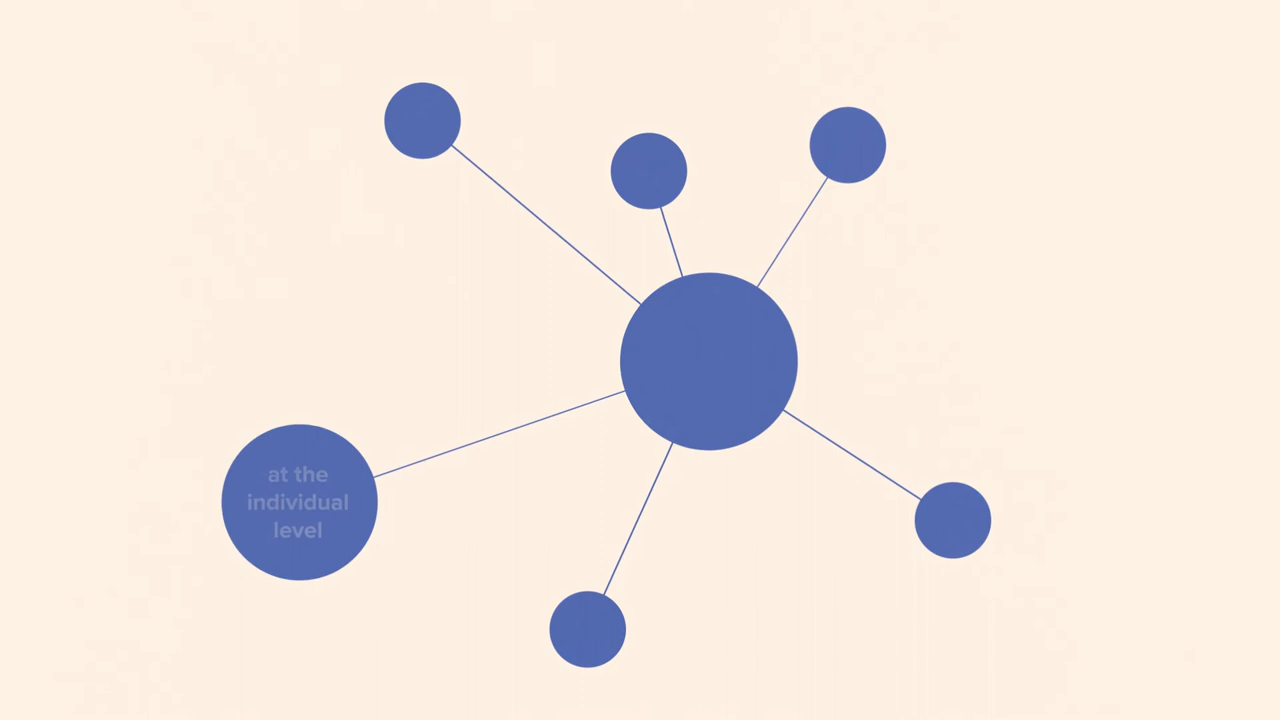 at the
individual
level